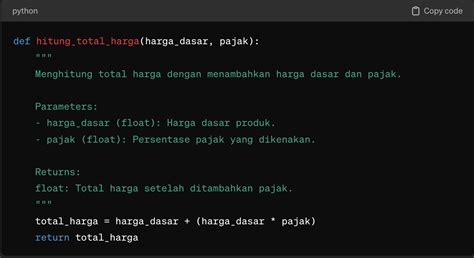 python
Copy code
def hitung_total_harga(harga_dasar, pajak):
"""
Menghitung total harga dengan menambahkan harga dasar dan pajak.
Parameters:
- harga_dasar (float): Harga dasar produk.
- pajak (float): Persentase pajak yang dikenakan.
Returns:
float: Total harga setelah ditambahkan pajak.
"""
total_harga = harga_dasar + (harga_dasar * pajak)
return total_harga